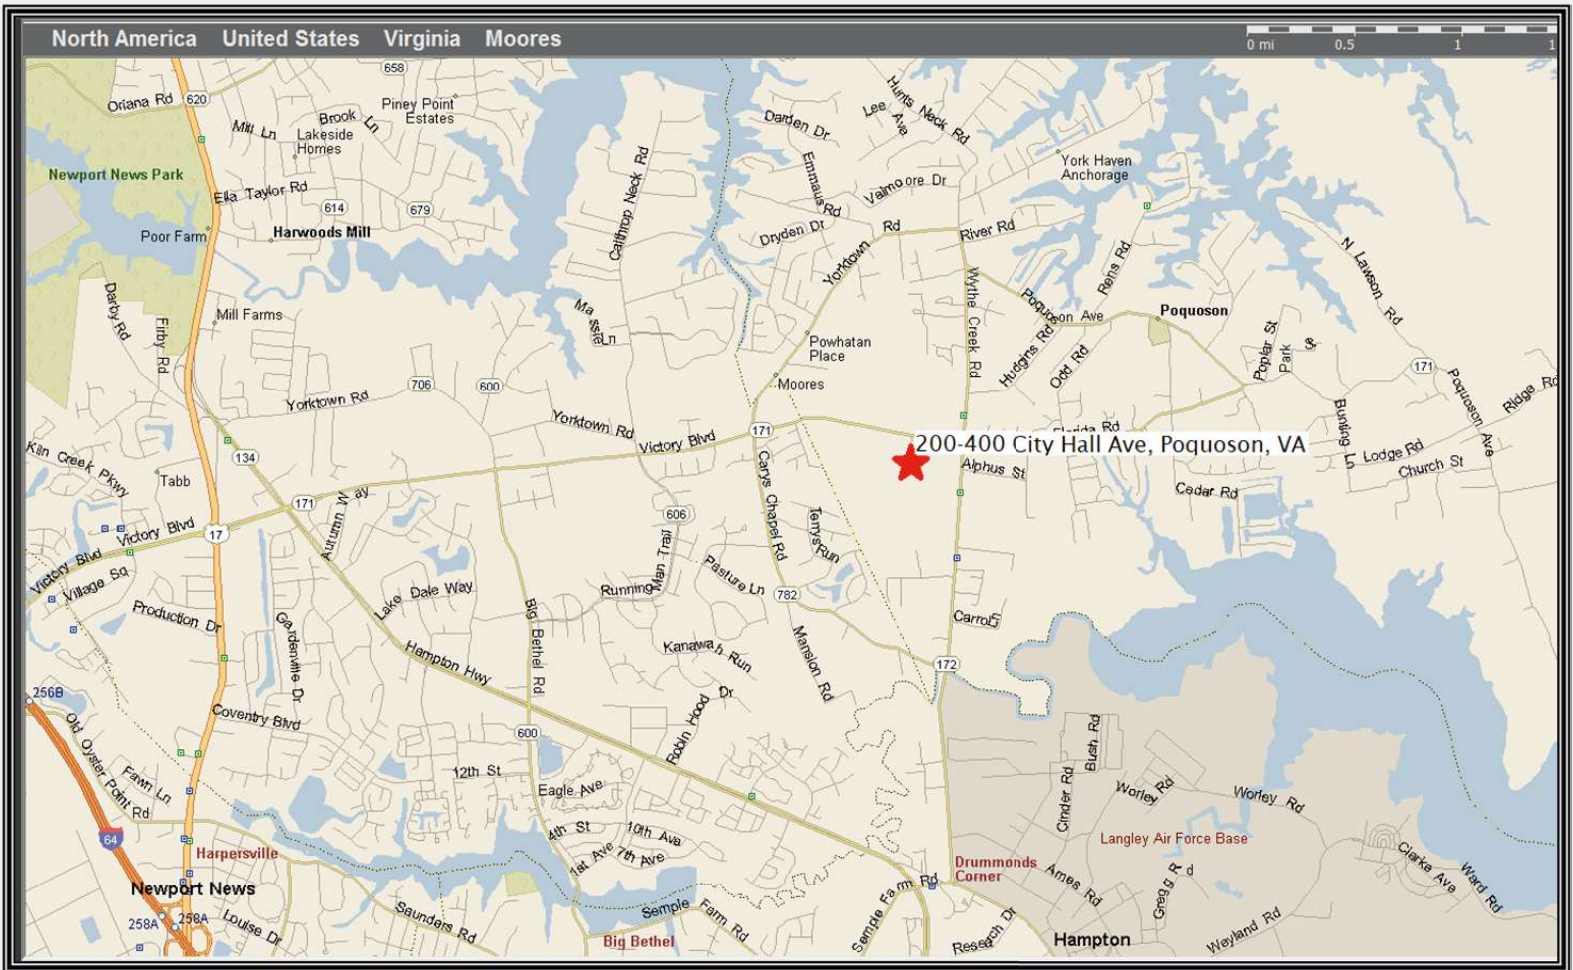 North America United States Virginia Moores
0 mi 0.5 1 1
658
Oriana Rd
620
Piney Point
Estates
Hunts Neck Rd
Lee Ave
Darden Dr
Mill Ln
Brook Ln
Lakeside
Homes
York Haven
Anchorage
Calthrop Neck Rd
Emmaus Rd
Valmoore Dr
Newport News Park
Ella Taylor Rd
614
679
Poor Farm
Harwoods Mill
Dryden Dr
Yorktown Rd
River Rd
N Lawson Rd
Rens Rd
Wythe Creek Rd
Darby Rd
Firby Rd
Mill Farms
Massie Ln
Poquoson Ave
Poquoson
Hudgins Rd
Odd Rd
Poplar St
Park St
Powhatan
Place
Moores
171
Poquoson Ave
Ridge Rd
706
600
Yorktown Rd
Yorktown Rd
Victory Blvd
171
Florida Rd
Bunting Ln
200-400 City Hall Ave, Poquoson, VA
Lodge Rd
Church St
Alphus St
Cedar Rd
Kiln Creek Pkwy
134
Tabb
171
Autumn Way
Carys Chapel Rd
606
Terrys Run
Victory Blvd
17
Victory Blvd
Village Sq
Man Trail
Running
Pasture Ln
782
Lake Dale Way
Production Dr
Gardenville Dr
Big Bethel Rd
Carroll
Kanawah Run
Mansion Rd
Hampton Hwy
172
256B
Robin Hood Dr
Coventry Blvd
600
Old Oyster Point Rd
Fawn Ln
12th St
Eagle Ave
Bush Rd
Cinder Rd
Worley Rd
Worley Rd
64
4th St
10th Ave
7th Ave
1st Ave
Langley Air Force Base
Harpersville
Drummonds
Corner
Clarke Ave
Ward Rd
Newport News
Ames Rd
Gregg Rd
258A
258A
Louise Dr
Saunders Rd
Semple Farm Rd
Semple Farm Rd
Big Bethel
Research Dr
Hampton
Weyland Rd